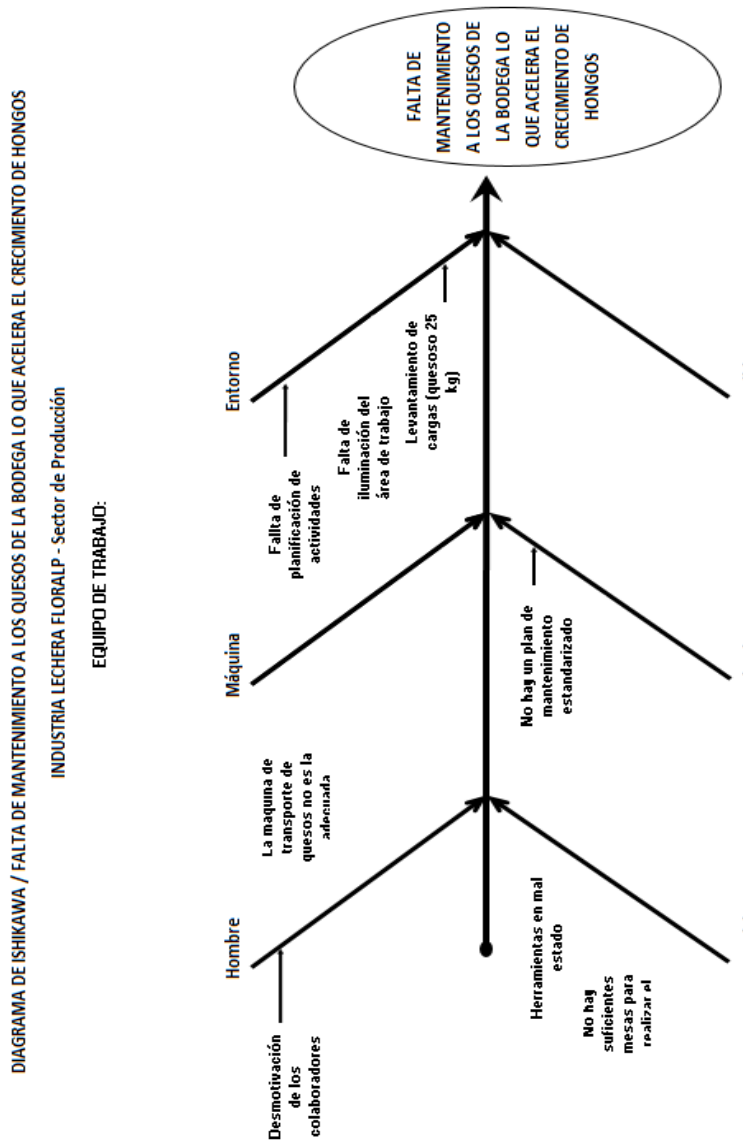 DIAGRAMA DE ISHIKAWA / FALTA DE MANTENIMIENTO A LOS QUESOS DE LA BODEGA LO QUE ACELERA EL CRECIMIENTO DE HONGOS
INDUSTRIA LECHERA FLORALP - Sector de Producción
EQUIPO DE TRABAJO:
Hombre
Máquina
Entorno
Desmotivación
de los
colaboradores
La maquina de
transporte de
quesos no es la
adecuada
Fallta de
planificación de
actividades
Falta de
iluminación del
área de trabajo
Levantamiento de
cargas (quesoso 25
kg)
FALTA DE
MANTENIMIENTO
A LOS QUESOS DE
LA BODEGA LO
QUE ACELERA EL
CRECIMIENTO DE
HONGOS
Herramientas en mal
estado
No hay
suficientes
mesas para
realizar el
No hay un plan de
mantenimiento
estandarizado